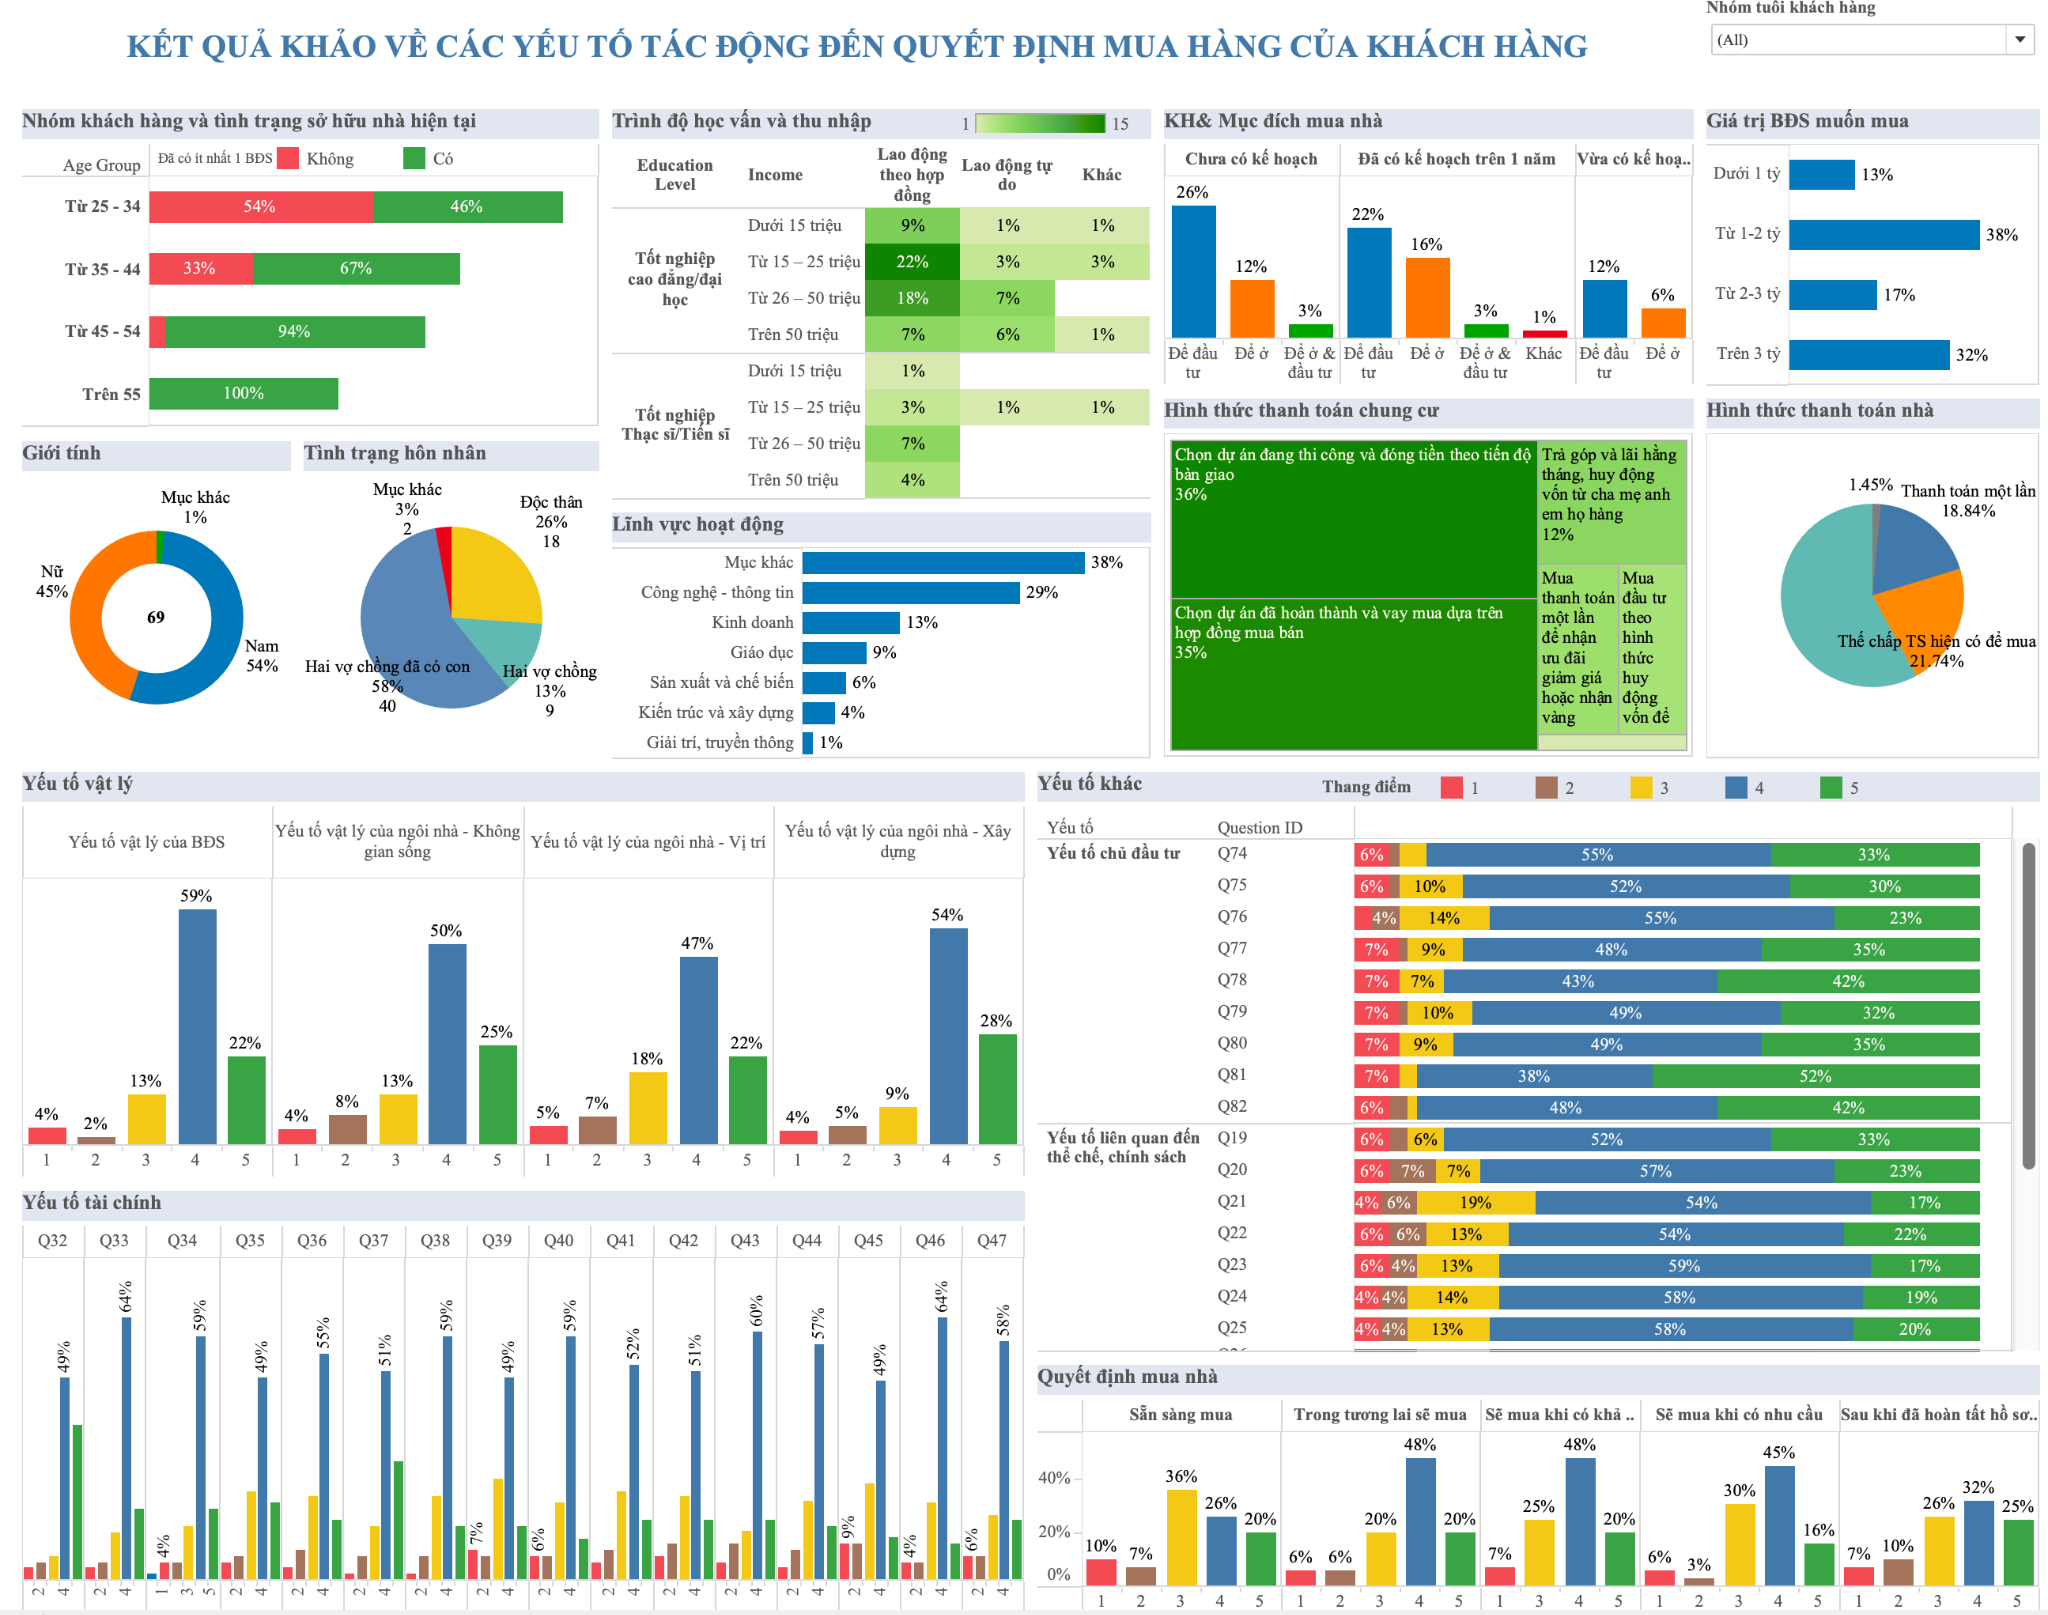 Nhóm tuổi khách hàng
KẾT QUẢ KHẢO VỀ CÁC YẾU TỐ TÁC ĐỘNG ĐẾN QUYẾT ĐỊNH MUA HÀNG CỦA KHÁCH HÀNG
(All)
Nhóm khách hàng và tình trạng sở hữu nhà hiện tại
Age Group
Đã có ít nhất 1 BĐS
Không
Có
Từ 25 - 34
54%
46%
Từ 35 - 44
33%
67%
Từ 45 - 54
94%
Trên 55
100%
Giới tính
Mục khác
1%
Nữ
45%
69
Nam
54%
Tình trạng hôn nhân
Mục khác
3%
2
Độc thân
26%
18
Hai vợ chồng đã có con
58%
40
Hai vợ chồng
13%
9
Trình độ học vấn và thu nhập
1
15
Education
Level
Income
Lao động
theo hợp
đồng
Lao động tự
do
Khác
Tốt nghiệp
cao đẳng/đại
học
Dưới 15 triệu 9% 1% 1%
Từ 15 – 25 triệu 22% 3% 3%
Từ 26 – 50 triệu 18% 7%
Trên 50 triệu 7% 6% 1%
Tốt nghiệp
Thạc sĩ/Tiến sĩ
Dưới 15 triệu 1%
Từ 15 – 25 triệu 3% 1% 1%
Từ 26 – 50 triệu 7%
Trên 50 triệu 4%
Lĩnh vực hoạt động
Mục khác 38%
Công nghệ - thông tin 29%
Kinh doanh 13%
Giáo dục 9%
Sản xuất và chế biến 6%
Kiến trúc và xây dựng 4%
Giải trí, truyền thông 1%
KH& Mục đích mua nhà
Chưa có kế hoạch
Đã có kế hoạch trên 1 năm
Vừa có kế hoạ..
26% 12% 3%
22% 16% 3% 1%
12% 6%
Để đầu
tư
Để ở
Để ở &
đầu tư
Để đầu
tư
Để ở
Để ở &
đầu tư
Khác
Để đầu
tư
Để ở
Giá trị BĐS muốn mua
Dưới 1 tỷ 13%
Từ 1-2 tỷ 38%
Từ 2-3 tỷ 17%
Trên 3 tỷ 32%
Hình thức thanh toán chung cư
Chọn dự án đang thi công và đóng tiền theo tiến độ
bàn giao
36%
Chọn dự án đã hoàn thành và vay mua dựa trên
hợp đồng mua bán
35%
Trả góp và lãi hằng
tháng, huy động
vốn từ cha mẹ anh
em họ hàng
12%
Mua
thanh toán
một lần
để nhận
ưu đãi
giảm giá
hoặc nhận
vàng
Mua
đầu tư
theo
hình
thức
huy
động
vốn để
Hình thức thanh toán nhà
1.45%
Thanh toán một lần
18.84%
Thế chấp TS hiện có để mua
21.74%
Yếu tố vật lý
Yếu tố vật lý của BĐS
4% 2% 13% 59% 22%
1 2 3 4 5
Yếu tố vật lý của ngôi nhà - Không
gian sống
4% 8% 13% 50% 25%
1 2 3 4 5
Yếu tố vật lý của ngôi nhà - Vị trí
5% 7% 18% 47% 22%
1 2 3 4 5
Yếu tố vật lý của ngôi nhà - Xây
dựng
4% 5% 9% 54% 28%
1 2 3 4 5
Yếu tố khác
Thang điểm 1 2 3 4 5
Yếu tố Question ID
Yếu tố chủ đầu tư
Q74 6% 55% 33%
Q75 6% 10% 52% 30%
Q76 4% 14% 55% 23%
Q77 7% 9% 48% 35%
Q78 7% 7% 43% 42%
Q79 7% 10% 49% 32%
Q80 7% 9% 49% 35%
Q81 7% 38% 52%
Q82 6% 48% 42%
Yếu tố liên quan đến
thể chế, chính sách
Q19 6% 6% 52% 33%
Q20 6% 7% 7% 57% 23%
Q21 4% 6% 19% 54% 17%
Q22 6% 6% 13% 54% 22%
Q23 6% 4% 13% 59% 17%
Q24 4% 4% 14% 58% 19%
Q25 4% 4% 13% 58% 20%
Yếu tố tài chính
Q32 Q33 Q34 Q35 Q36 Q37 Q38 Q39 Q40 Q41 Q42 Q43 Q44 Q45 Q46 Q47
49% 64% 4% 59% 49% 55% 51% 59% 7% 49% 6% 59% 52% 51% 60% 57% 9% 49% 4% 64% 6% 58%
2 4 2 4 1 3 5 2 4 2 4 2 4 2 4 2 4 2 4 2 4 2 4 2 4 2 4 2 4 2 4 2 4
Quyết định mua nhà
40%
20%
0%
Sẵn sàng mua
10% 7% 36% 26% 20%
1 2 3 4 5
Trong tương lai sẽ mua
6% 6% 20% 48% 20%
1 2 3 4 5
Sẽ mua khi có khả ..
7% 25% 48% 20%
1 3 4 5
Sẽ mua khi có nhu cầu
6% 3% 30% 45% 16%
1 2 3 4 5
Sau khi đã hoàn tất hồ sơ..
7% 10% 26% 32% 25%
1 2 3 4 5